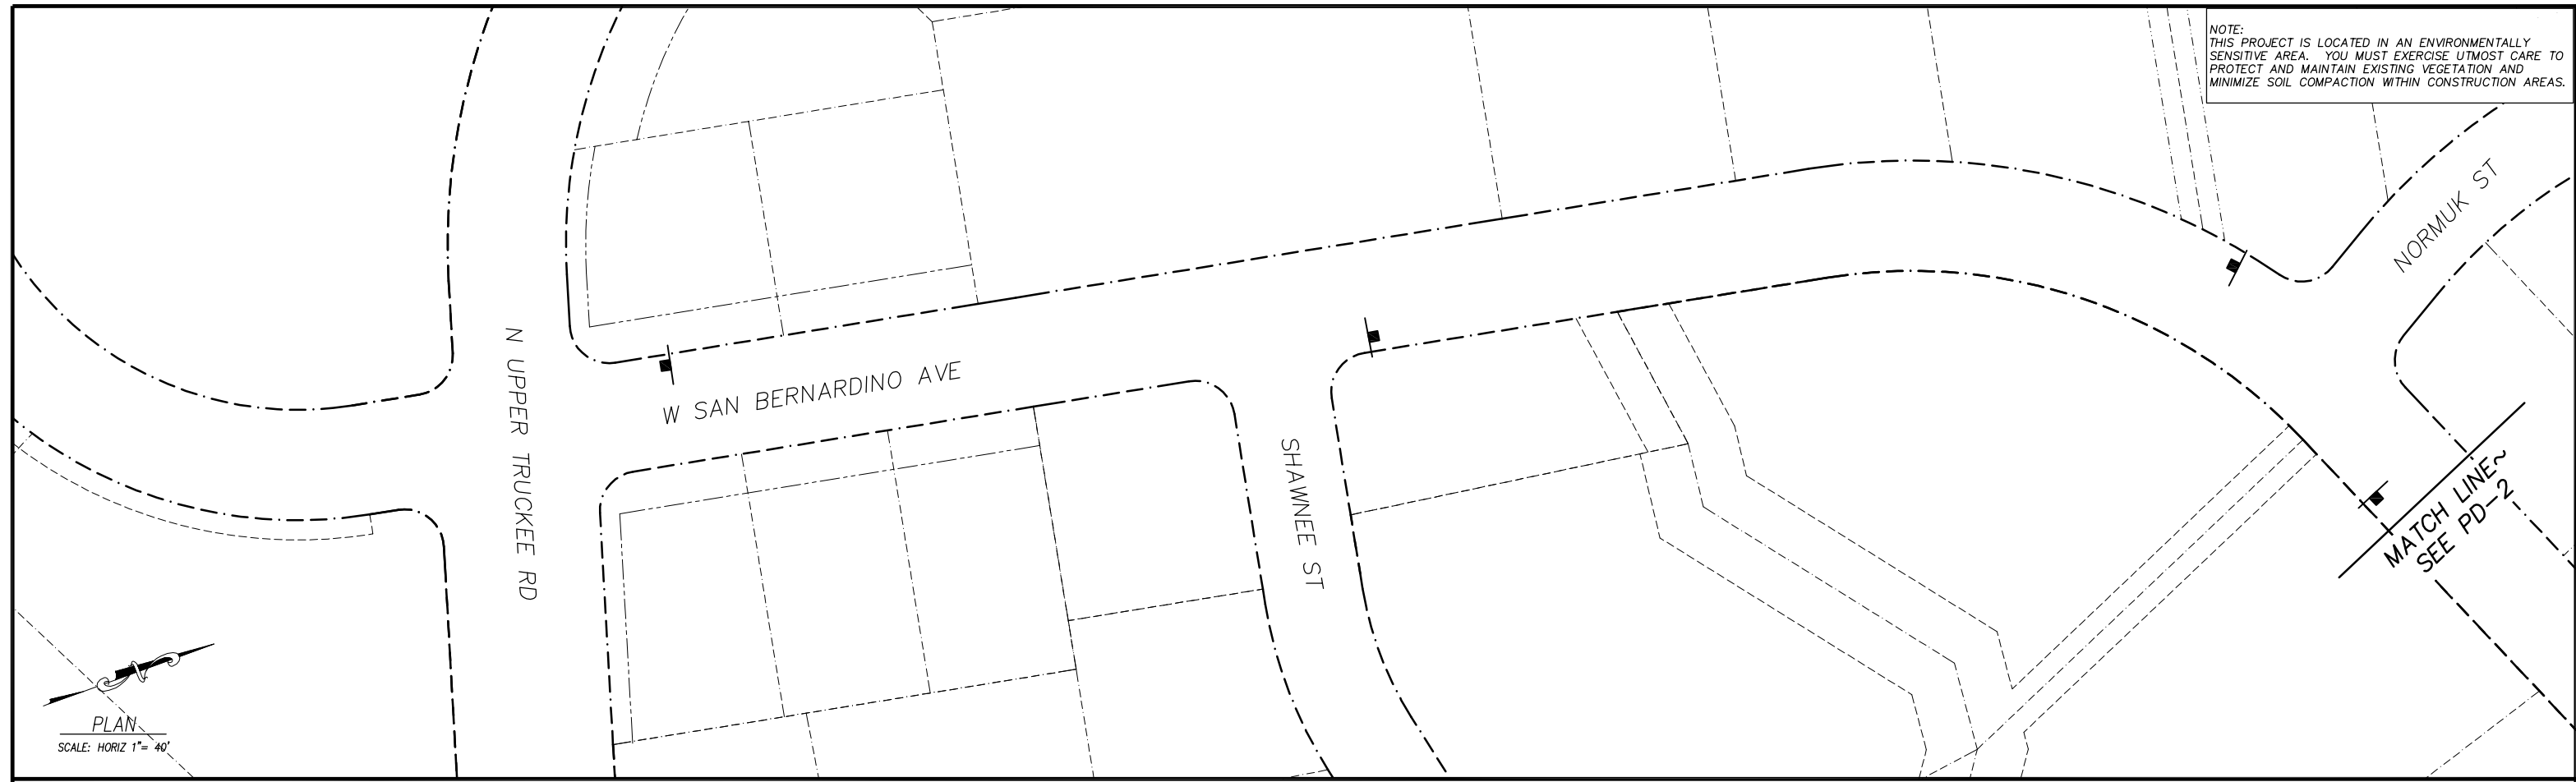 NOTE:
THIS PROJECT IS LOCATED IN AN ENVIRONMENTALLY
SENSITIVE AREA. YOU MUST EXERCISE UTMOST CARE TO
PROTECT AND MAINTAIN EXISTING VEGETATION AND
MINIMIZE SOIL COMPACTION WITHIN CONSTRUCTION AREAS.
NORMUK ST
N UPPER TRUCKEE RD
W SAN BERNARDINO AVE
SHAWNEE ST
MATCH LINE~
SEE PD-2
PLAN
SCALE: HORIZ 1"= 40'